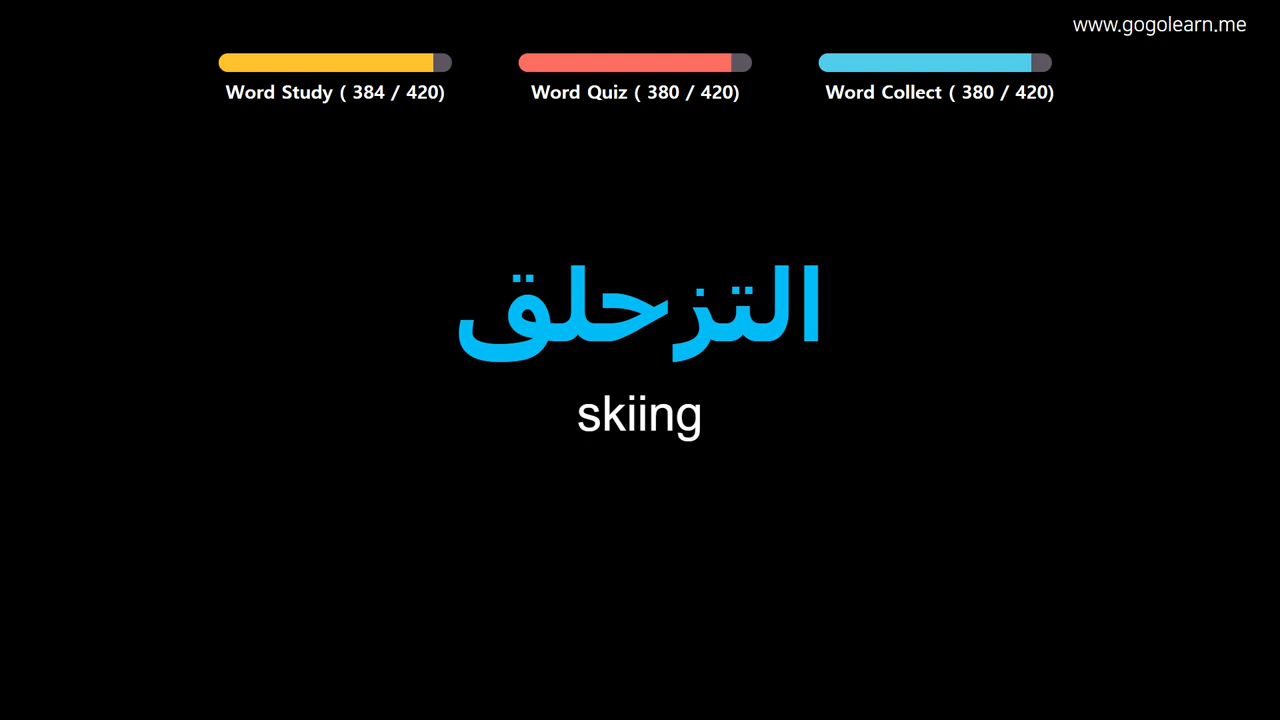 www.gogolearn.me
Word Study ( 384 / 420)
Word Quiz ( 380 / 420)
Word Collect ( 380 / 420)
التزحلق
skiing